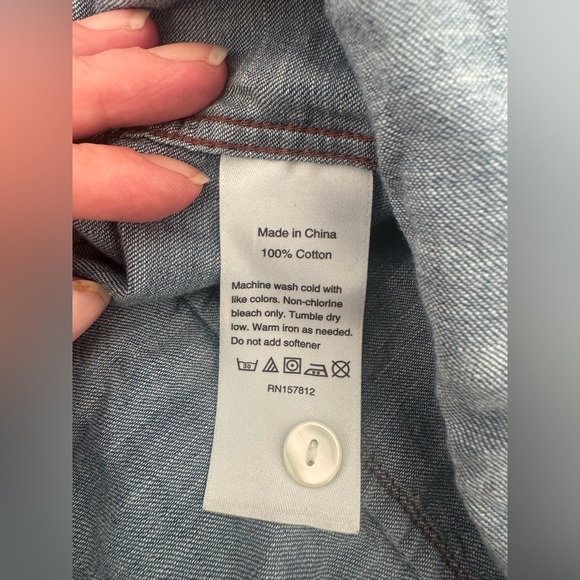 Made in China
100% Cotton
Machine wash cold with
like colors. Non-chlorine
bleach only. Tumble dry
low. Warm iron as needed.
Do not add softener
30
RN157812